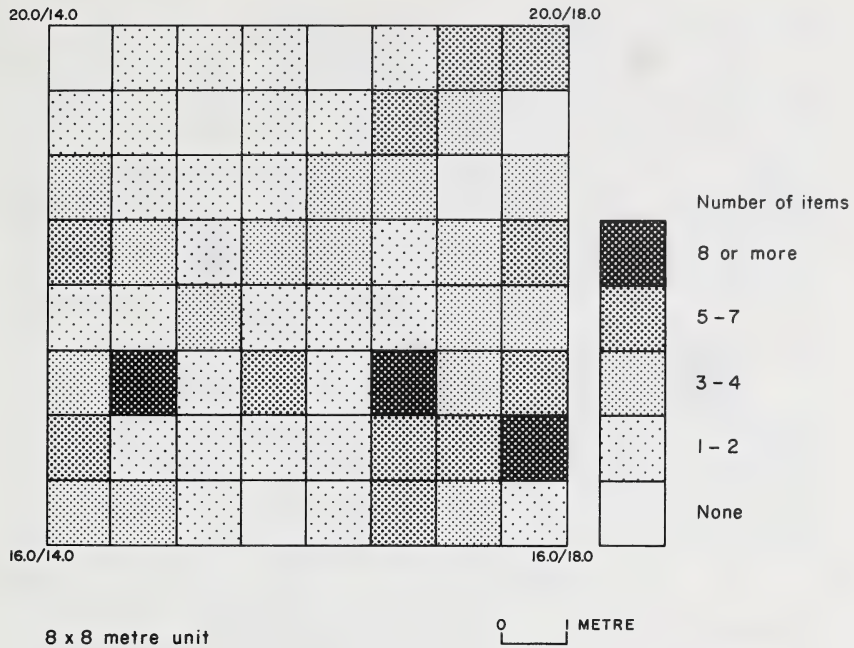 20.0/14.0
20.0/18.0
Number of items
8 or more
5-7
3-4
1-2
None
16.0/14.0
16.0/18.0
8 x 8 metre unit
0 1 METRE